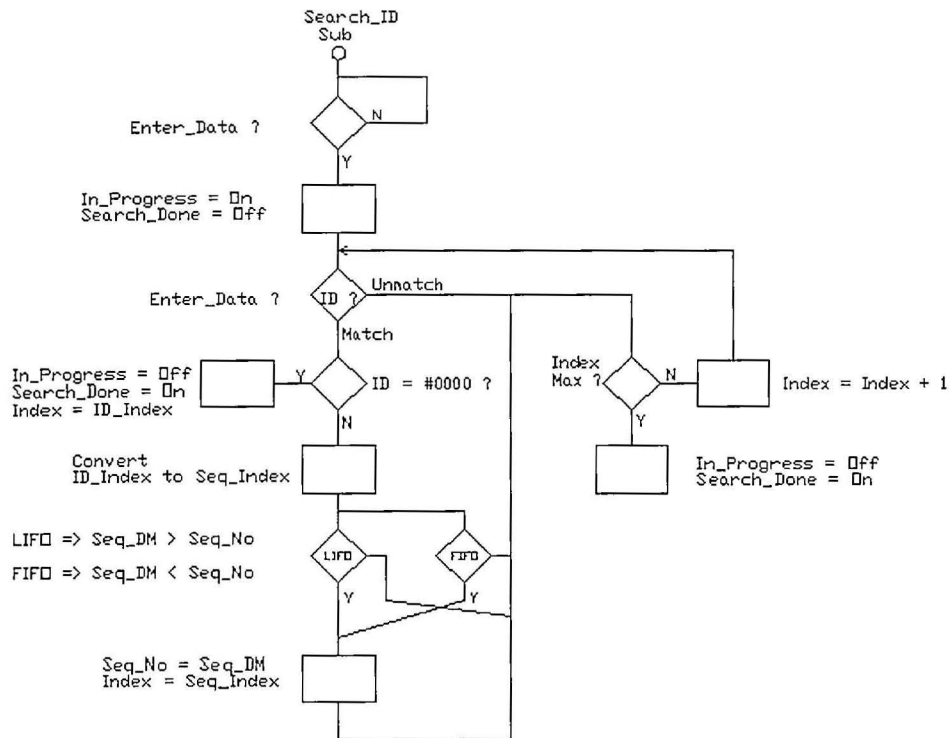 Search_ID
Sub
N
Enter_Data ?
Y
In_Progress = On
Search_Done = Off
Unmatch
Enter_Data ?
ID ?
Match
In_Progress = Off
Search_Done = On
Index = ID_Index
Y
ID = #0000 ?
N
Index
Max ?
N
Index = Index + 1
Y
Convert
ID_Index to Seq_Index
In_Progress = Off
Search_Done = On
LIFO => Seq_DM > Seq_No
FIFO => Seq_DM < Seq_No
LIFO
FIFO
Y
Y
Seq_No = Seq_DM
Index = Seq_Index